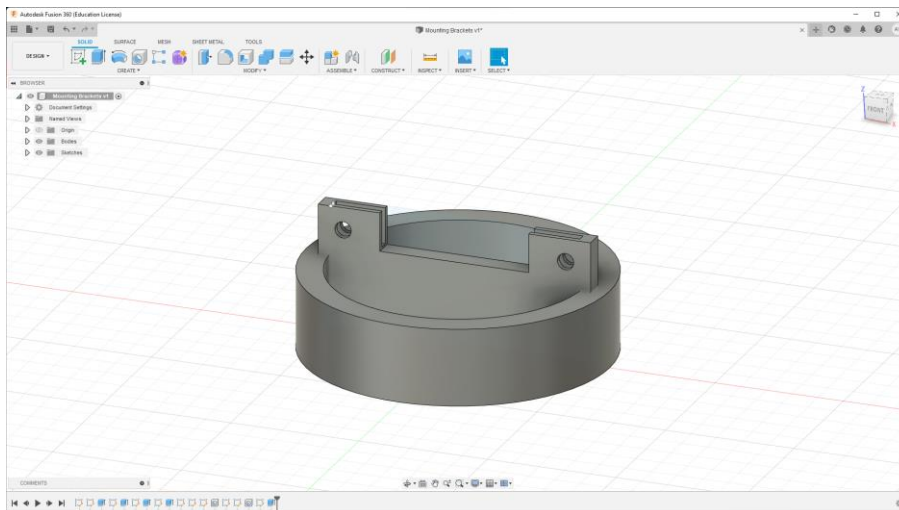 Autodesk Fusion 360 (Education License)
Mounting Brackets v1*
SOLID SURFACE MESH SHEET METAL TOOLS
DESIGN
CREATE MODIFY ASSEMBLE CONSTRUCT INSPECT INSERT SELECT
BROWSER
Mounting Brackets v1
Document Settings
Named Views
Origin
Bodies
Sketches
Z
FRONT
X
COMMENTS